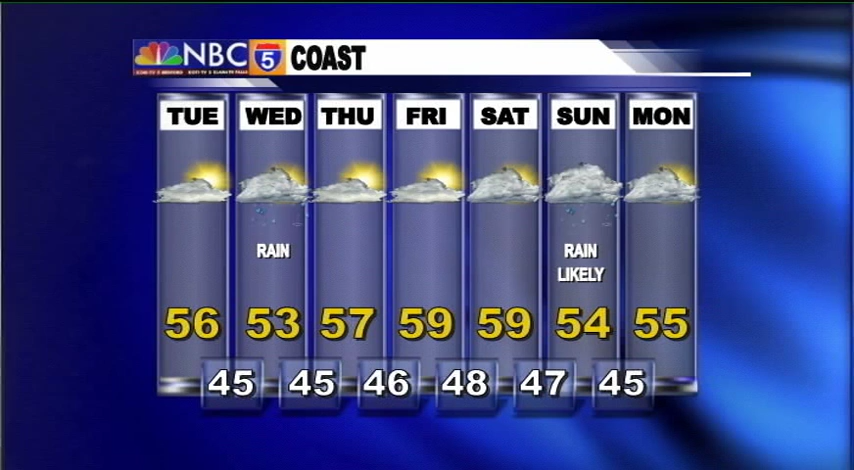 NBC 5 COAST
TUE WED THU FRI SAT SUN MON
RAIN RAIN
LIKELY
56 53 57 59 59 54 55
45 45 46 48 47 45